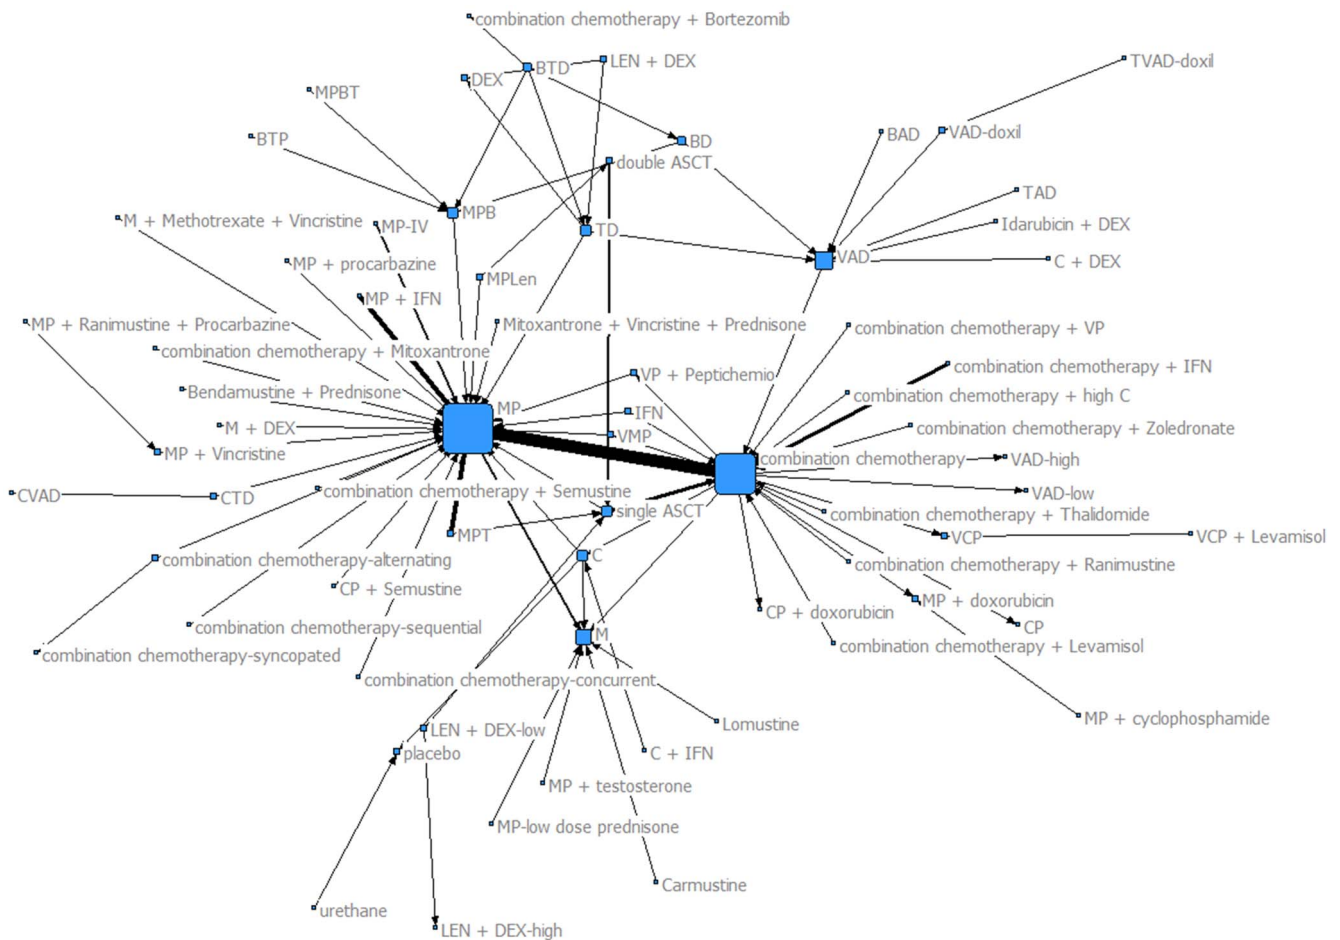 combination chemotherapy + Bortezomib
LEN + DEX
TVAD-doxil
BTD
DEX
MPBT
BTP
BAD
VAD-doxil
BD
double ASCT
TAD
MPB
M + Methotrexate + Vincristine
MP-IV
TD
Idarubicin + DEX
VAD
C + DEX
MP + procarbazine
MPLen
MP + IFN
MP + Ranimustine + Procarbazine
Mitoxantrone + Vincristine + Prednisone
combination chemotherapy + VP
combination chemotherapy + Mitoxantrone
combination chemotherapy + IFN
VP + Peptichemio
Bendamustine + Prednisone
combination chemotherapy + high C
MP
IFN
M + DEX
VMP
combination chemotherapy + Zoledronate
MP + Vincristine
combination chemotherapy
VAD-high
CVAD
CTD
combination chemotherapy + Semustine
VAD-low
single ASCT
combination chemotherapy + Thalidomide
MPT
VCP
VCP + Levamisol
C
combination chemotherapy-alternating
combination chemotherapy + Ranimustine
CP + Semustine
MP + doxorubicin
CP + doxorubicin
CP
combination chemotherapy-sequential
M
combination chemotherapy + Levamisol
combination chemotherapy-syncopated
combination chemotherapy-concurrent
MP + cyclophosphamide
Lomustine
LEN + DEX-low
placebo
C + IFN
MP + testosterone
MP-low dose prednisone
Carmustine
urethane
LEN + DEX-high